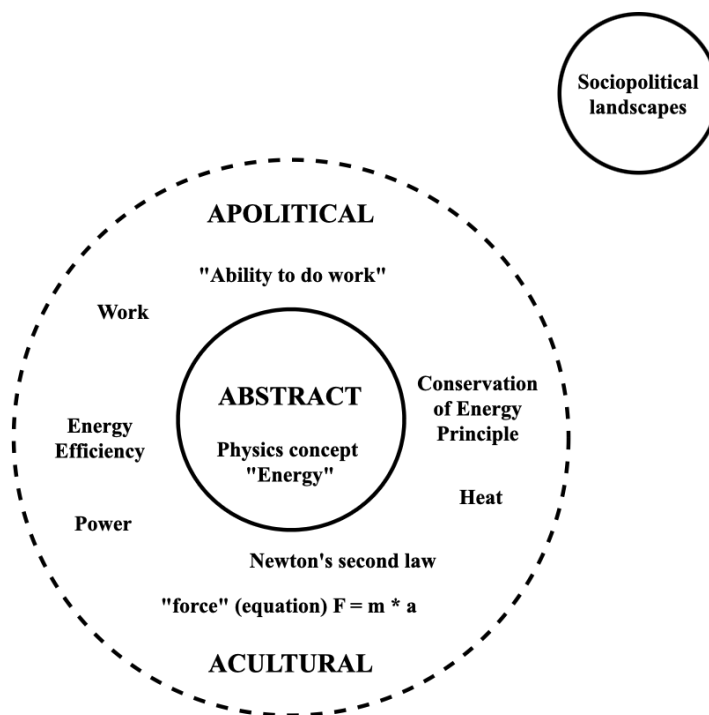 Sociopolitical
landscapes
APOLITICAL
"Ability to do work"
Work
ABSTRACT
Physics concept
"Energy"
Conservation
of Energy
Principle
Energy
Efficiency
Heat
Power
Newton's second law
"force" (equation) F = m * a
ACULTURAL